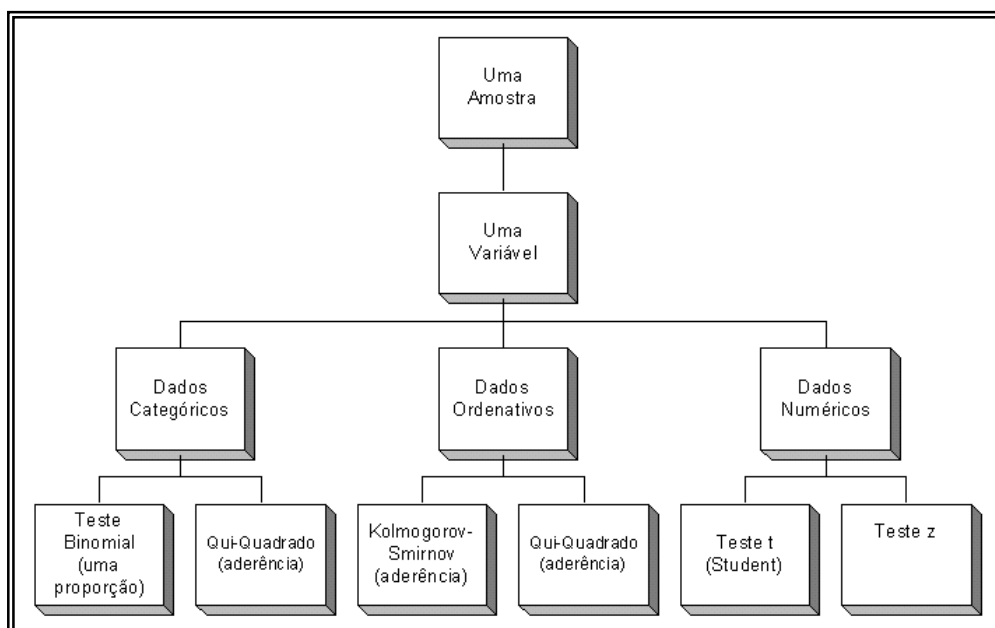 Uma
Amostra
Uma
Variável
Dados
Categóricos
Dados
Ordenativos
Dados
Numéricos
Teste
Binomial
(uma
proporção)
Qui-Quadrado
(aderência)
Kolmogorov-
Smirnov
(aderência)
Qui-Quadrado
(aderência)
Teste t
(Student)
Teste z